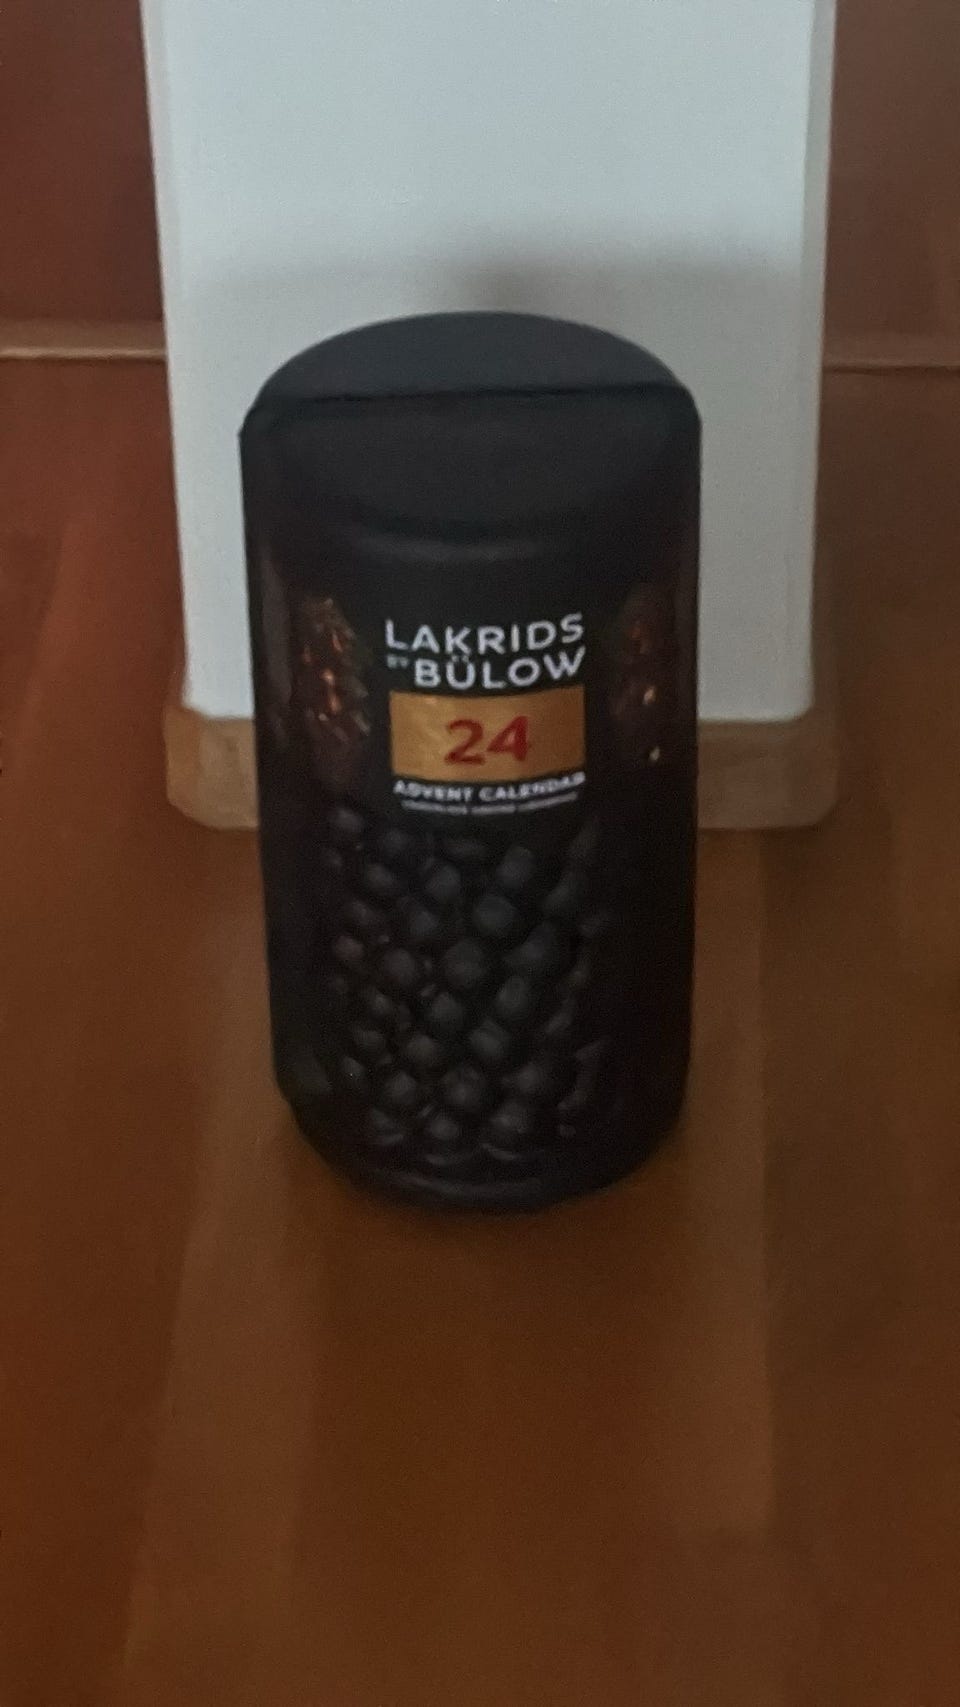 LAKRIDS
BY BÜLOW
24
ADVENT CALENDAR